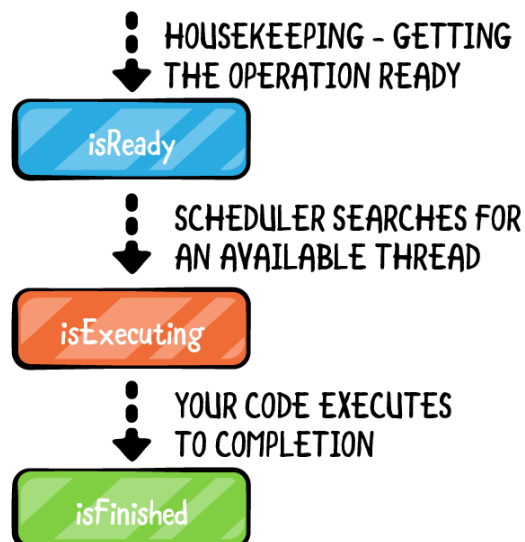 HOUSEKEEPING - GETTING
THE OPERATION READY
isReady
SCHEDULER SEARCHES FOR
AN AVAILABLE THREAD
isExecuting
YOUR CODE EXECUTES
TO COMPLETION
isFinished